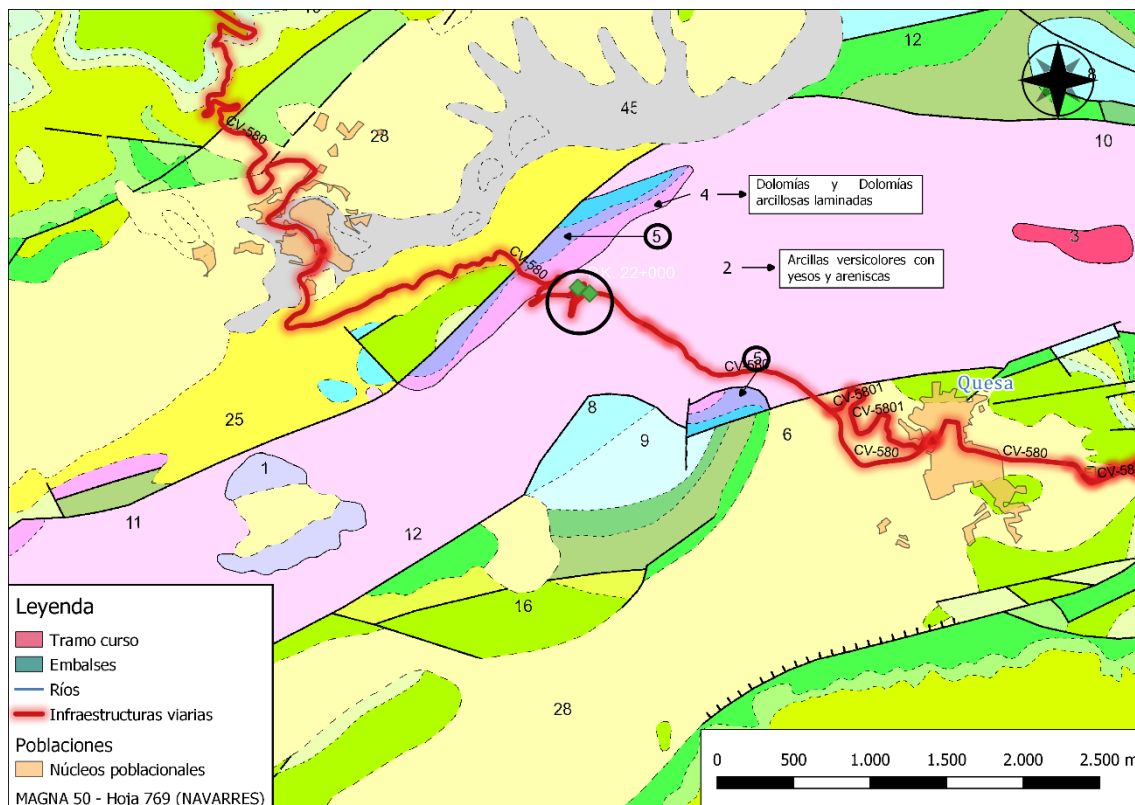 12
8
CV-580
28
45
10
4
Dolomías y Dolomías
arcillosas laminadas
5
3
CV-580
K 22+000
2
Arcillas versicolores con
yesos y areniscas
5
CV-580
Quesa
CV-5801
CV-5801
25
8
9
6
CV-580
CV-580
1
11
12
16
28
Leyenda
Tramo curso
Embalses
Ríos
Infraestructuras viarias
Poblaciones
Núcleos poblacionales
MAGNA 50 - Hoja 769 (NAVARRES)
0 500 1.000 1.500 2.000 2.500 m